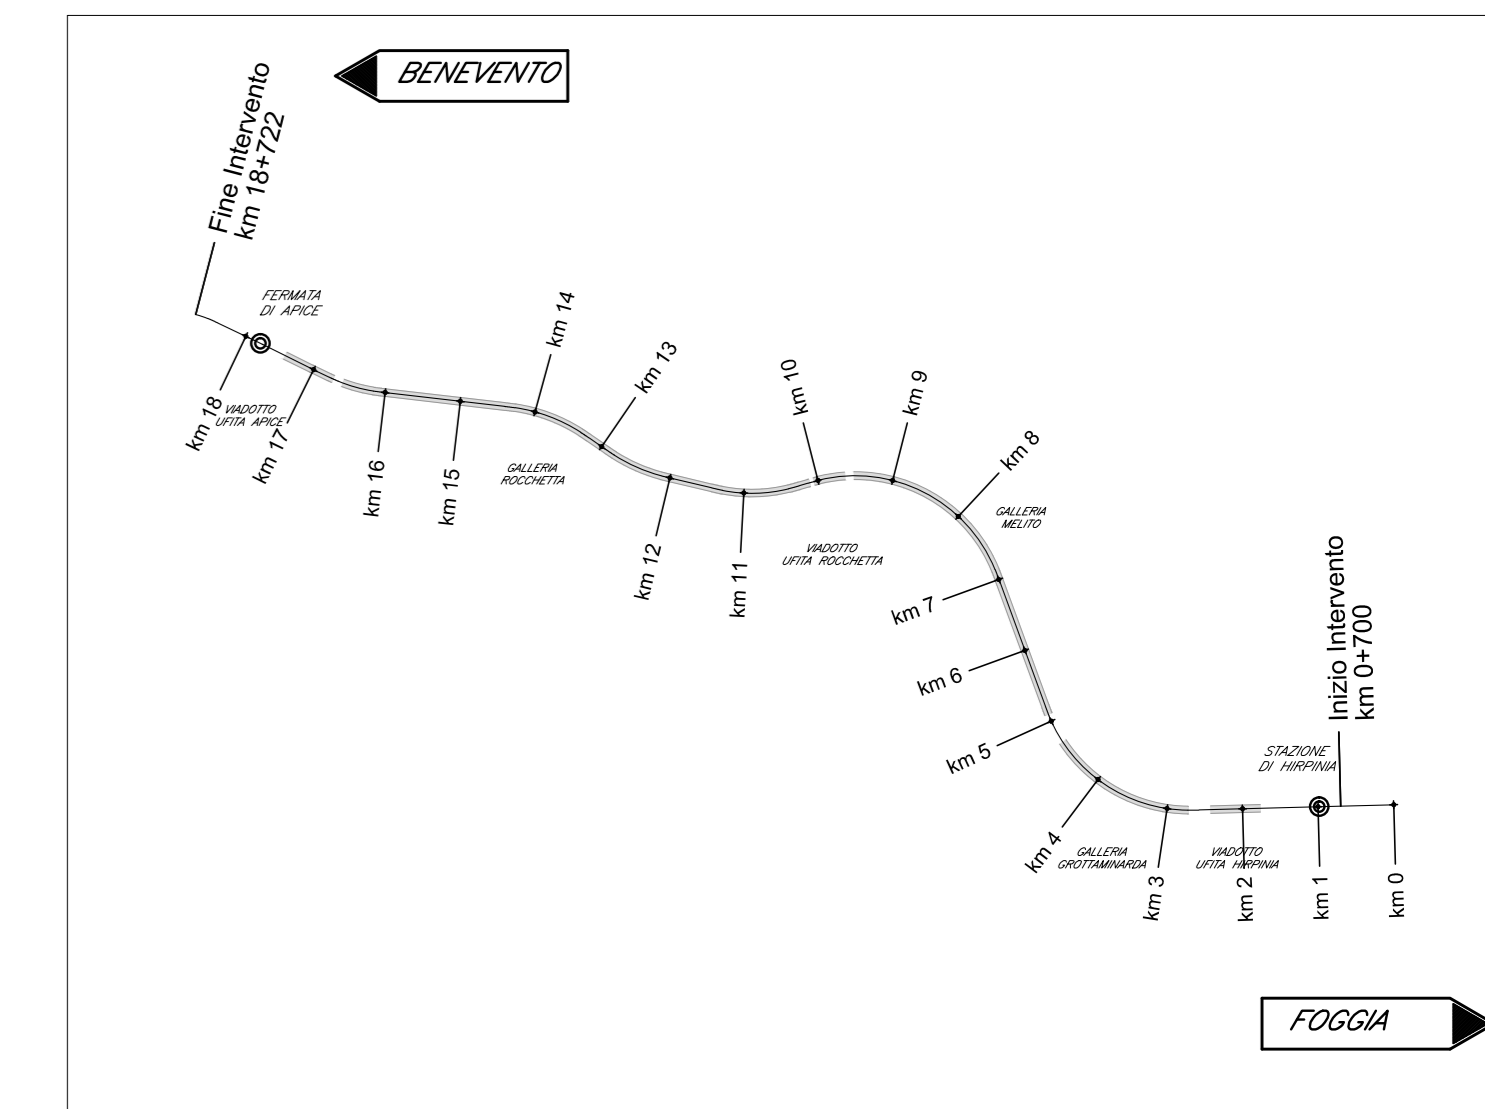 BENEVENTO
Fine Intervento
km 18+722
FERMATA
DI APICE
km 18
VIADOTTO
UFITA APICE
km 17
km 16
km 15
km 14
GALLERIA
ROCCHETTA
km 13
km 12
km 11
km 10
VIADOTTO
UFITA ROCCHETTA
km 9
km 8
GALLERIA
MELITO
km 7
km 6
km 5
km 4
GALLERIA
GROTTAMINARDA
km 3
VIADOTTO
UFITA HIRPINIA
km 2
STAZIONE
DI HIRPINIA
km 1
Inizio Intervento
km 0+700
km 0
FOGGIA